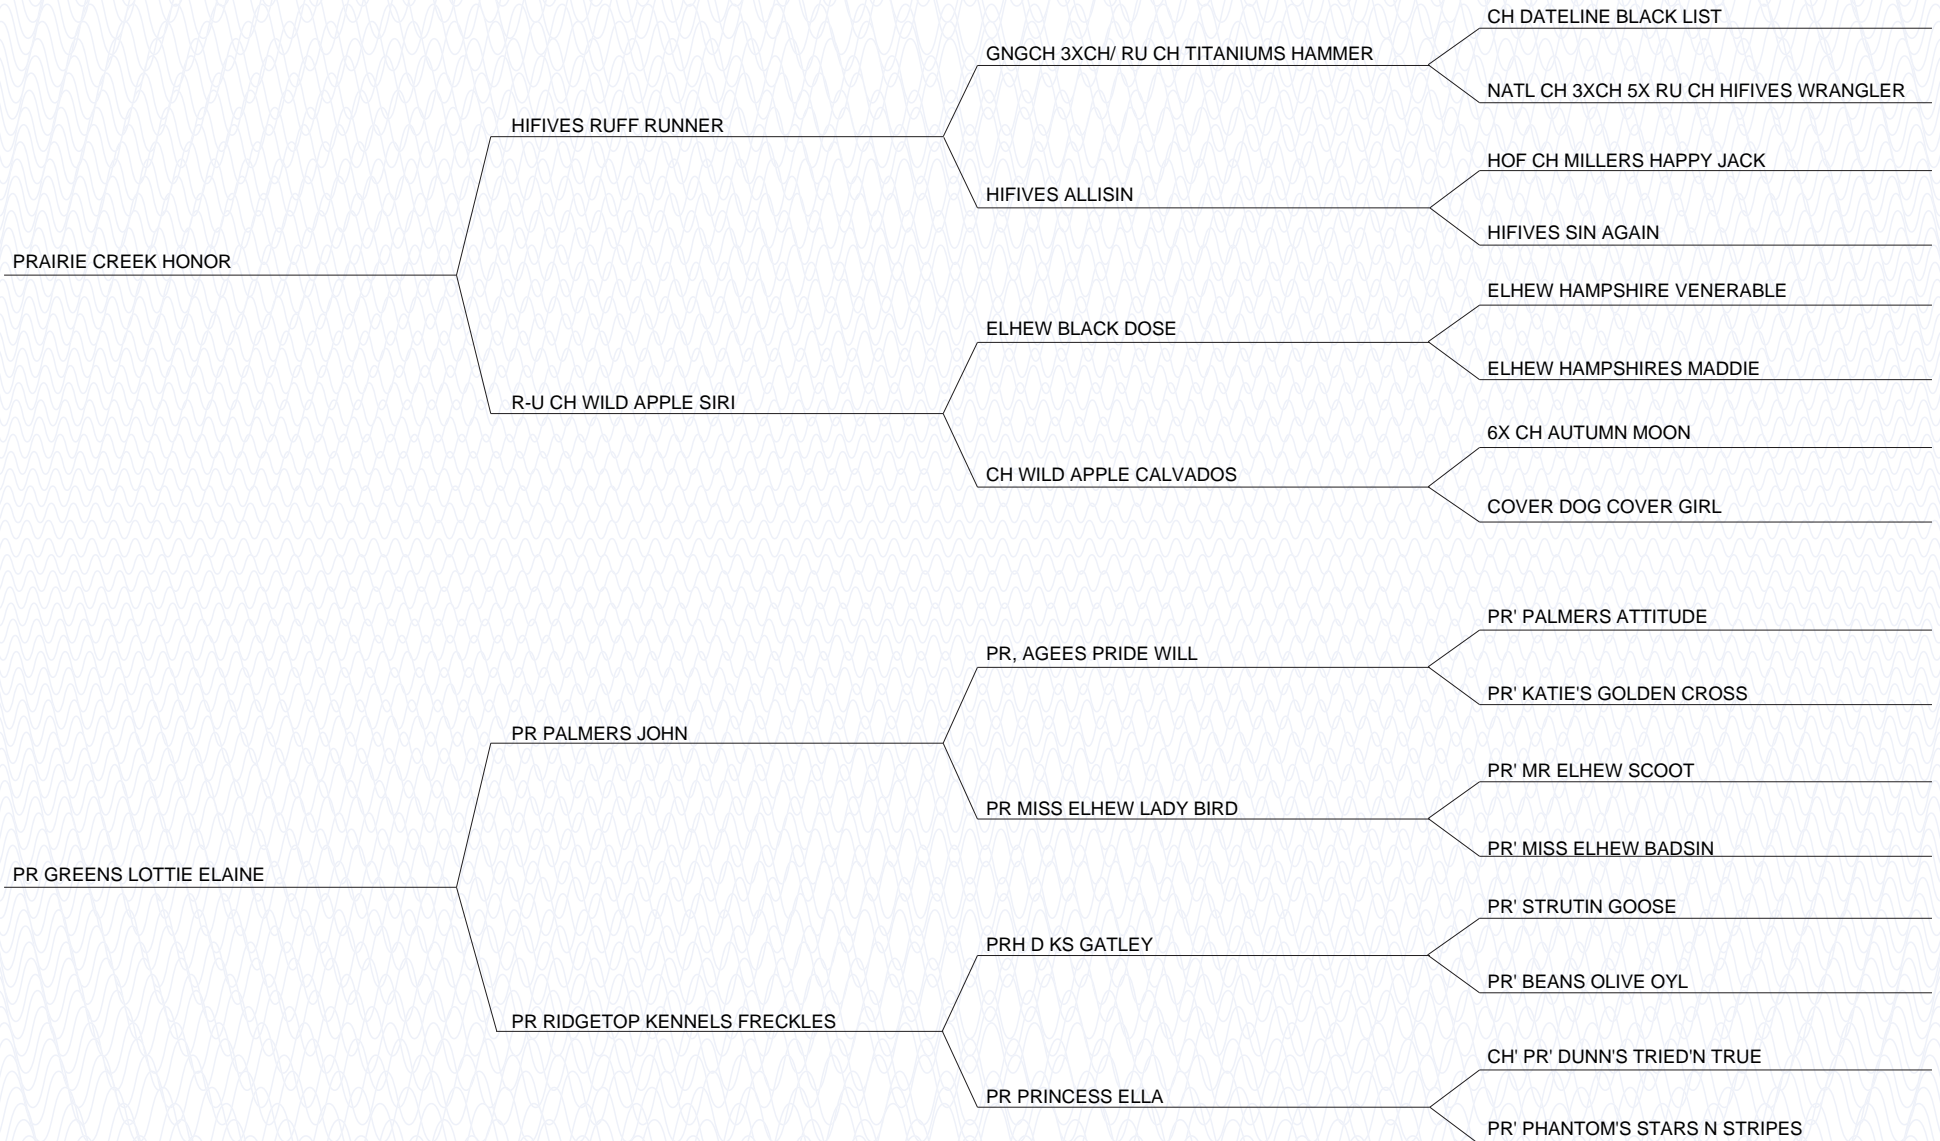 CH DATELINE BLACK LIST
GNGCH 3XCH/ RU CH TITANIUMS HAMMER
NATL CH 3XCH 5X RU CH HIFIVES WRANGLER
HIFIVES RUFF RUNNER
HOF CH MILLERS HAPPY JACK
HIFIVES ALLISIN
HIFIVES SIN AGAIN
PRAIRIE CREEK HONOR
ELHEW HAMPSHIRE VENERABLE
ELHEW BLACK DOSE
ELHEW HAMPSHIRES MADDIE
R-U CH WILD APPLE SIRI
6X CH AUTUMN MOON
CH WILD APPLE CALVADOS
COVER DOG COVER GIRL
PR' PALMERS ATTITUDE
PR, AGEES PRIDE WILL
PR' KATIE'S GOLDEN CROSS
PR PALMERS JOHN
PR' MR ELHEW SCOOT
PR MISS ELHEW LADY BIRD
PR' MISS ELHEW BADSIN
PR GREENS LOTTIE ELAINE
PR' STRUTIN GOOSE
PRH D KS GATLEY
PR' BEANS OLIVE OYL
PR RIDGETOP KENNELS FRECKLES
CH' PR' DUNN'S TRIED'N TRUE
PR PRINCESS ELLA
PR' PHANTOM'S STARS N STRIPES